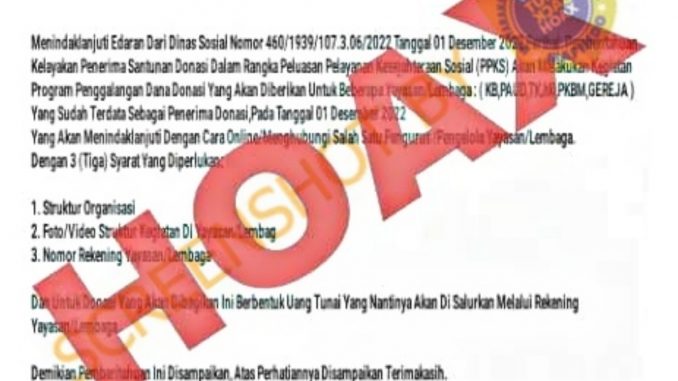 Menindaklanjuti Edaran Dari Dinas Sosial Nomor 460/1939/107.3.06/2022 Tanggal 01 Desember
Kelayakan Penerima Santunan Donasi Dalam Rangka Peluasan Pelayanan Kesejahteraan Sosial (PPKS) Akan Melakukan Kegiatan
Program Penggalangan Dana Donasi Yang Akan Diberikan Untuk Beberapa Yayasan/Lembaga : ( KB,PAUD,TK,MI,PKBM,GEREJA )
Yang Sudah Terdata Sebagai Penerima Donasi,Pada Tanggal 01 Desember 2022
Yang Akan Menindaklanjuti Dengan Cara Online/Menghubungi Salah Satu Pengurus /Pengelola Yayasan/Lembaga.
Dengan 3 (Tiga) Syarat Yang Diperlukan:
1. Struktur Organisasi
2. Foto/Video Struktur Kegiatan Di Yayasan/Lembag
3. Nomor Rekening Yayasan/Lembaga
Dan Untuk Donasi Yang Akan Dibagikan Ini Berbentuk Uang Tunai Yang Nantinya Akan Di Salurkan Melalui Rekening
Yayasan/Lembaga
Demikian Pemberitahuan Ini Disampaikan, Atas Perhatiannya Disampaikan Terimakasih.
HOAX
SCREENSHOT BY